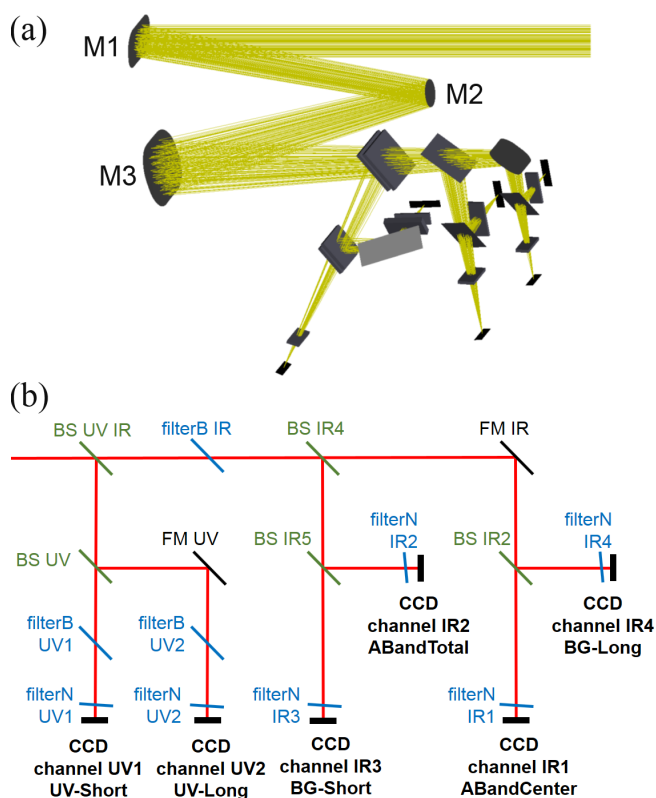 (a)
M1
M2
M3
(b)
BS UV IR
filterB IR
BS IR4
FM IR
BS UV
FM UV
BS IR5
filterN
IR2
BS IR2
filterN
IR4
filterB
UV1
filterB
UV2
CCD
channel IR2
ABandTotal
CCD
channel IR4
BG-Long
filterN
UV1
filterN
UV2
filterN
IR3
filterN
IR1
CCD
channel UV1
UV-Short
CCD
channel UV2
UV-Long
CCD
channel IR3
BG-Short
CCD
channel IR1
ABandCenter